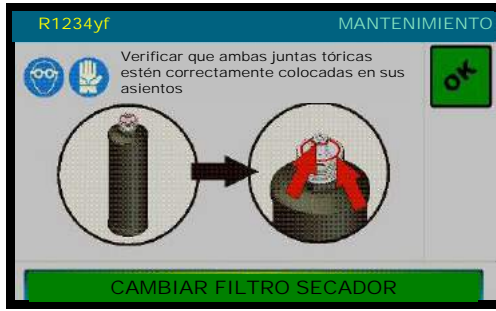 R1234yf MANTENIMIENTO
Verificar que ambas juntas tóricas
estén correctamente colocadas en sus
asientos
OK
CAMBIAR FILTRO SECADOR